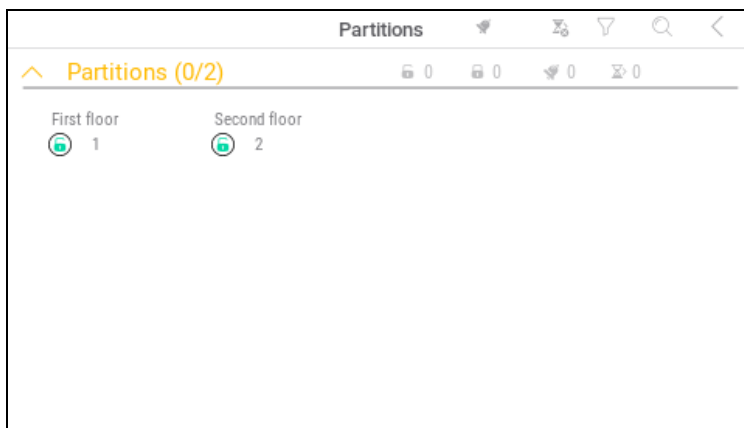 Partitions
Partitions (0/2) 0 0 0 0
First floor Second floor
1 2